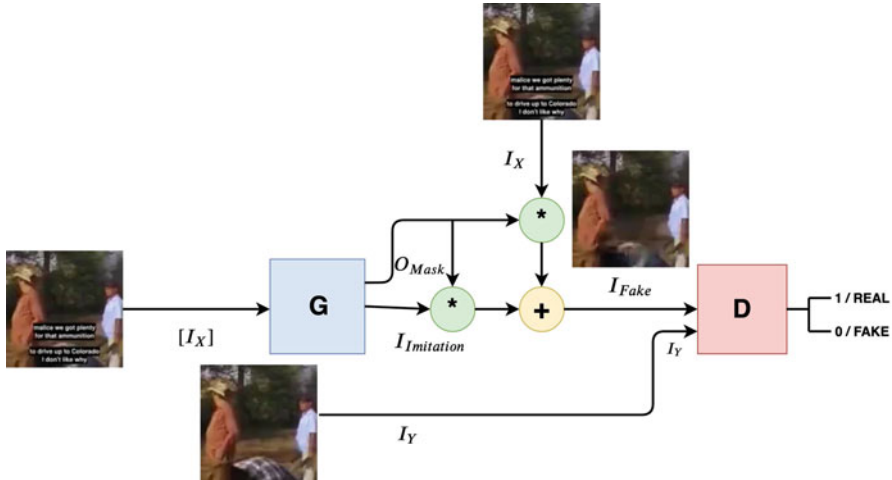 malice we got plenty
for that ammunition
to drive up to Colorado
I don't like why
I_X
*
O_Mask
G
*
+
I_Fake
D
1 / REAL
0 / FAKE
malice we got plenty
for that ammunition
to drive up to Colorado
I don't like why
[I_X]
I_Imitation
I_Y
I_Y